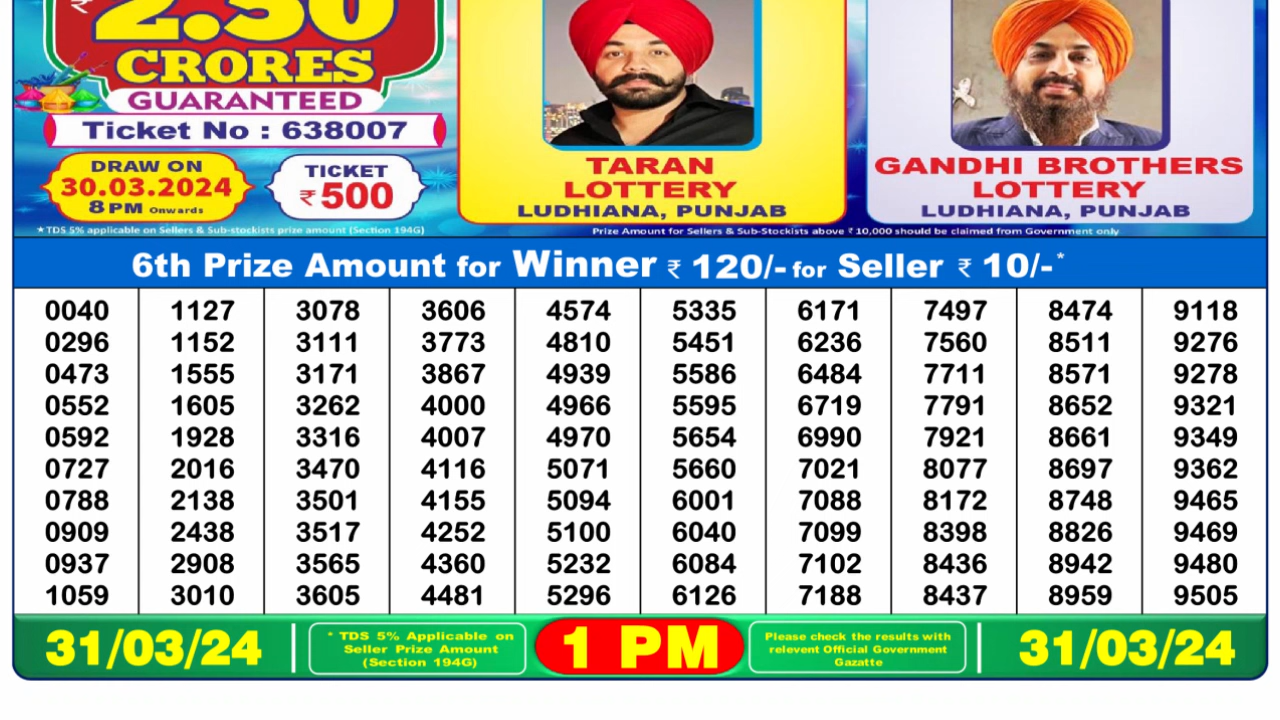 ₹ 2.50
CRORES
GUARANTEED
Ticket No : 638007
DRAW ON
30.03.2024
8 PM Onwards
TICKET
₹ 500
★TDS 5% applicable on Sellers & Sub-stockists prize amount (Section 194G)
TARAN
LOTTERY
LUDHIANA, PUNJAB
GANDHI BROTHERS
LOTTERY
LUDHIANA, PUNJAB
Prize Amount for Sellers & Sub-Stockists above ₹ 10,000 should be claimed from Government only
6th Prize Amount for Winner ₹ 120/- for Seller ₹ 10/-*
0040 1127 3078 3606 4574 5335 6171 7497 8474 9118
0296 1152 3111 3773 4810 5451 6236 7560 8511 9276
0473 1555 3171 3867 4939 5586 6484 7711 8571 9278
0552 1605 3262 4000 4966 5595 6719 7791 8652 9321
0592 1928 3316 4007 4970 5654 6990 7921 8661 9349
0727 2016 3470 4116 5071 5660 7021 8077 8697 9362
0788 2138 3501 4155 5094 6001 7088 8172 8748 9465
0909 2438 3517 4252 5100 6040 7099 8398 8826 9469
0937 2908 3565 4360 5232 6084 7102 8436 8942 9480
1059 3010 3605 4481 5296 6126 7188 8437 8959 9505
31/03/24
* TDS 5% Applicable on
Seller Prize Amount
(Section 194G)
1 PM
Please check the results with
relevent Official Government
Gazatte
31/03/24